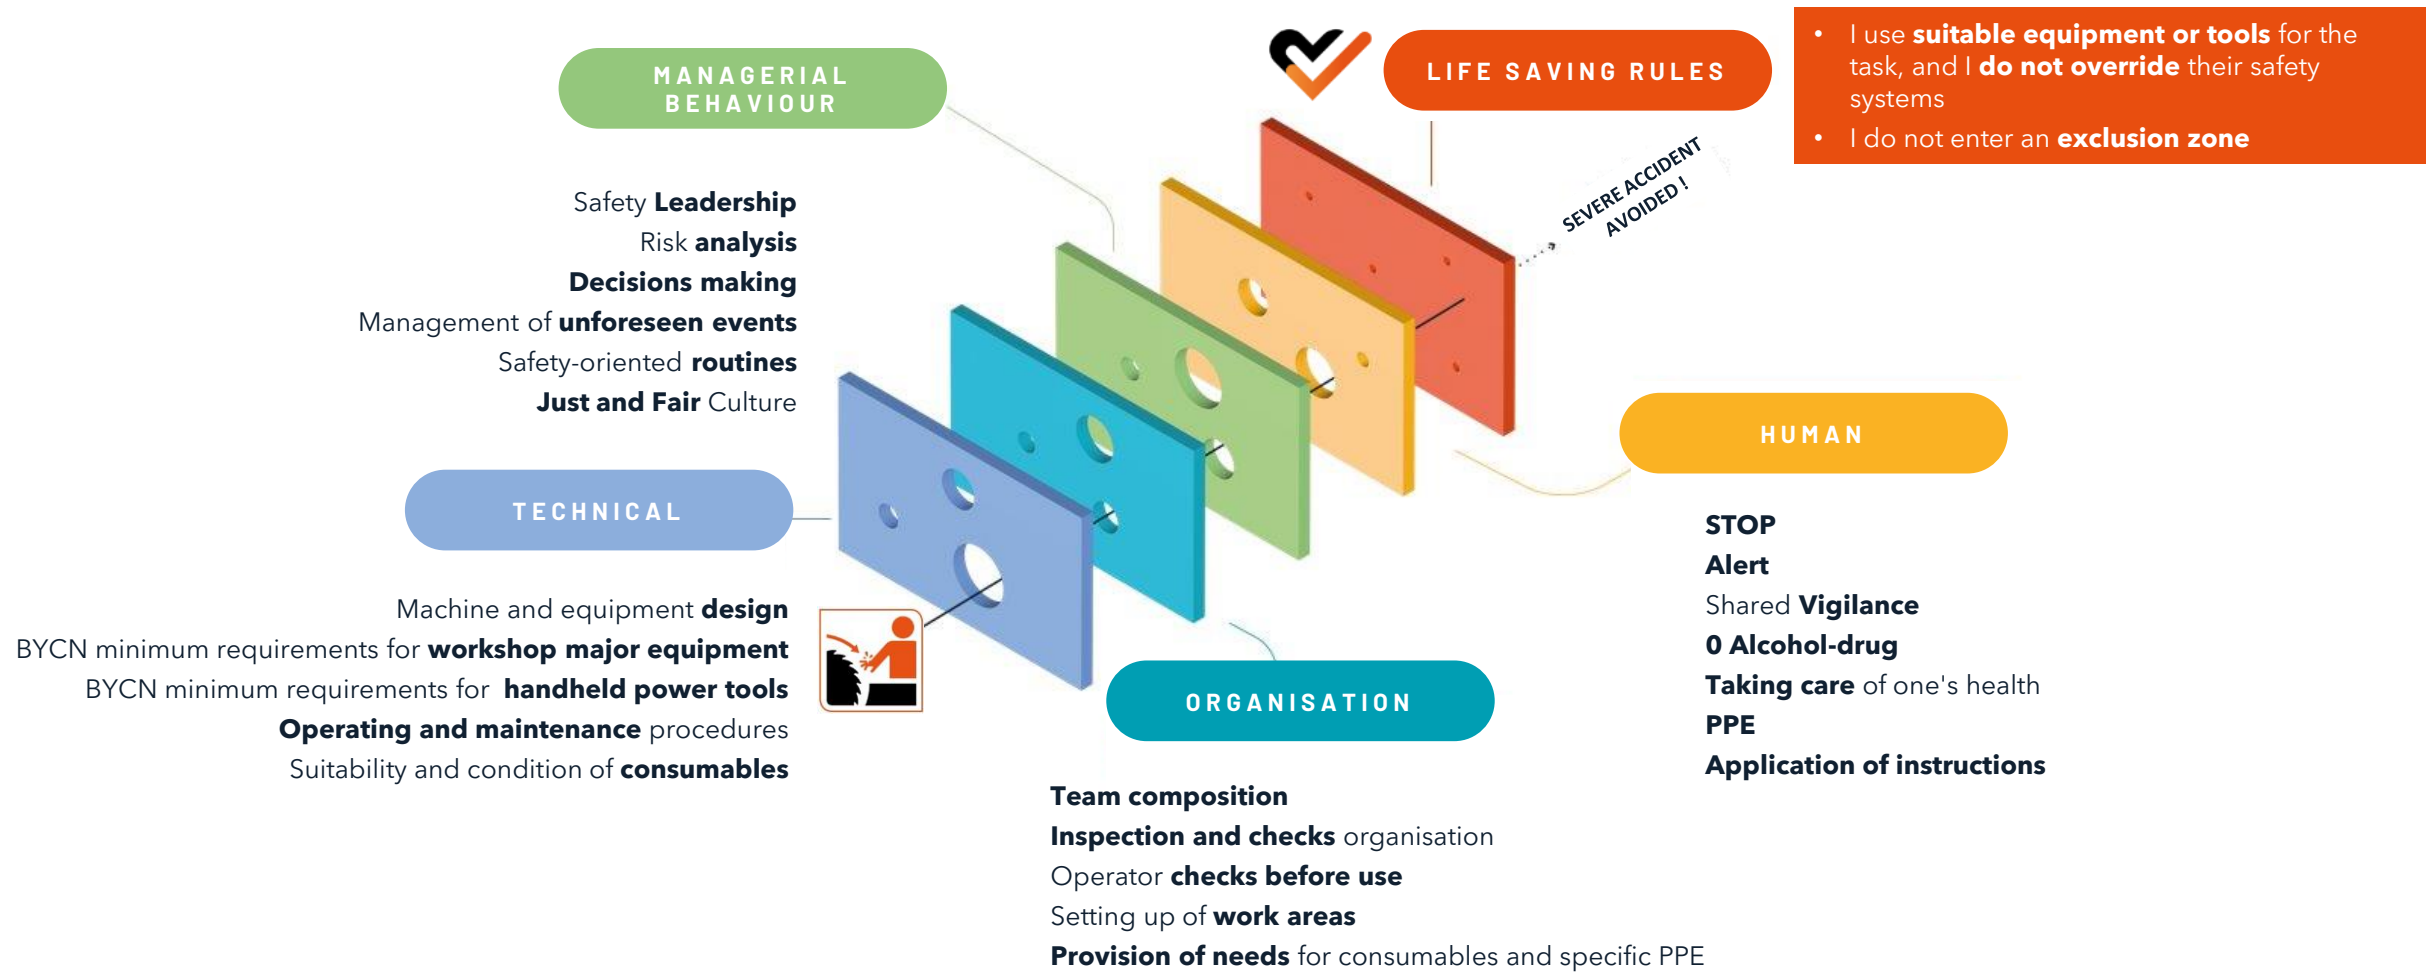 MANAGERIAL
BEHAVIOUR
Safety Leadership
Risk analysis
Decisions making
Management of unforeseen events
Safety-oriented routines
Just and Fair Culture
TECHNICAL
Machine and equipment design
BYCN minimum requirements for workshop major equipment
BYCN minimum requirements for handheld power tools
Operating and maintenance procedures
Suitability and condition of consumables
LIFE SAVING RULES
• I use suitable equipment or tools for the
task, and I do not override their safety
systems
• I do not enter an exclusion zone
SEVERE ACCIDENT
AVOIDED !
HUMAN
STOP
Alert
Shared Vigilance
0 Alcohol-drug
Taking care of one's health
PPE
Application of instructions
ORGANISATION
Team composition
Inspection and checks organisation
Operator checks before use
Setting up of work areas
Provision of needs for consumables and specific PPE